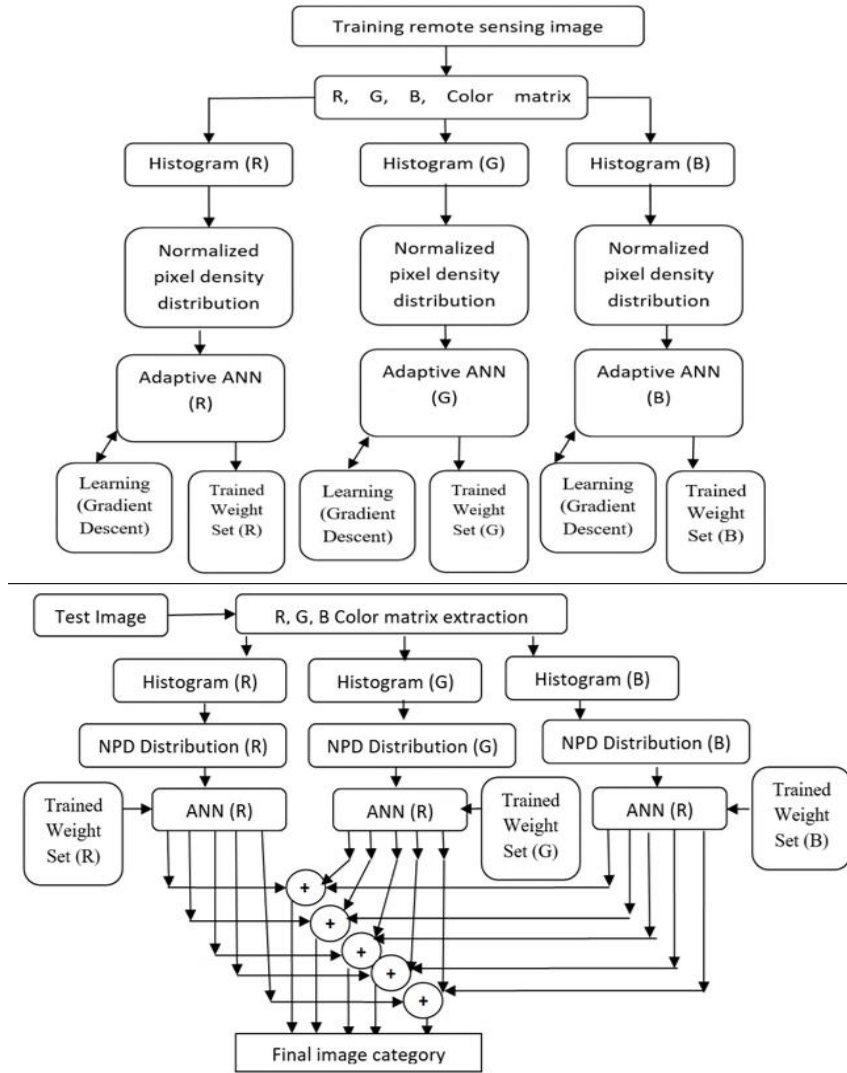 Training remote sensing image
R, G, B, Color matrix
Histogram (R)
Histogram (G)
Histogram (B)
Normalized
pixel density
distribution
Normalized
pixel density
distribution
Normalized
pixel density
distribution
Adaptive ANN
(R)
Adaptive ANN
(G)
Adaptive ANN
(B)
Learning
(Gradient
Descent)
Trained
Weight
Set (R)
Learning
(Gradient
Descent)
Trained
Weight
Set (G)
Learning
(Gradient
Descent)
Trained
Weight
Set (B)
Test Image
R, G, B Color matrix extraction
Histogram (R)
Histogram (G)
Histogram (B)
NPD Distribution (R)
NPD Distribution (G)
NPD Distribution (B)
Trained
Weight
Set (R)
ANN (R)
ANN (R)
Trained
Weight
Set (G)
ANN (R)
Trained
Weight
Set (B)
+
+
+
+
+
Final image category